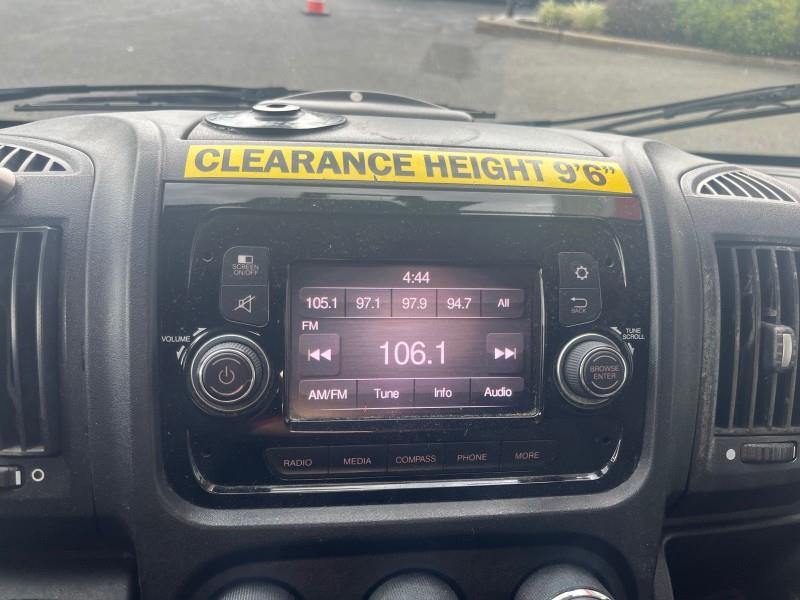 CLEARANCE HEIGHT 9'6"
SCREEN
ON/OFF
4:44
105.1 97.1 97.9 94.7 All
FM
106.1
AM/FM Tune Info Audio
BACK
VOLUME
TUNE
SCROLL
BROWSE
ENTER
RADIO MEDIA COMPASS PHONE MORE